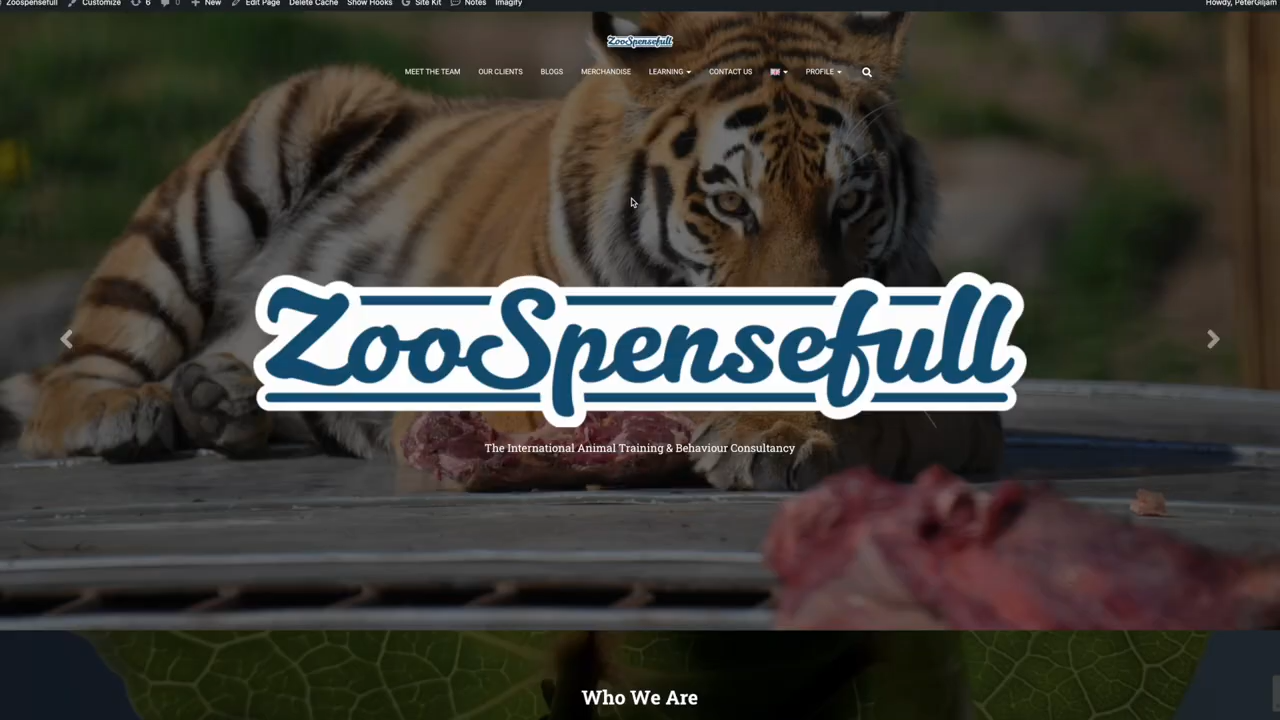 Zoospensefull Customize 6 0 New Edit Page Delete Cache Show Hooks Site Kit Notes Imagify Howdy, PeterGiljam
ZooSpensefull
MEET THE TEAM OUR CLIENTS BLOGS MERCHANDISE LEARNING CONTACT US PROFILE
ZooSpensefull
The International Animal Training & Behaviour Consultancy
Who We Are